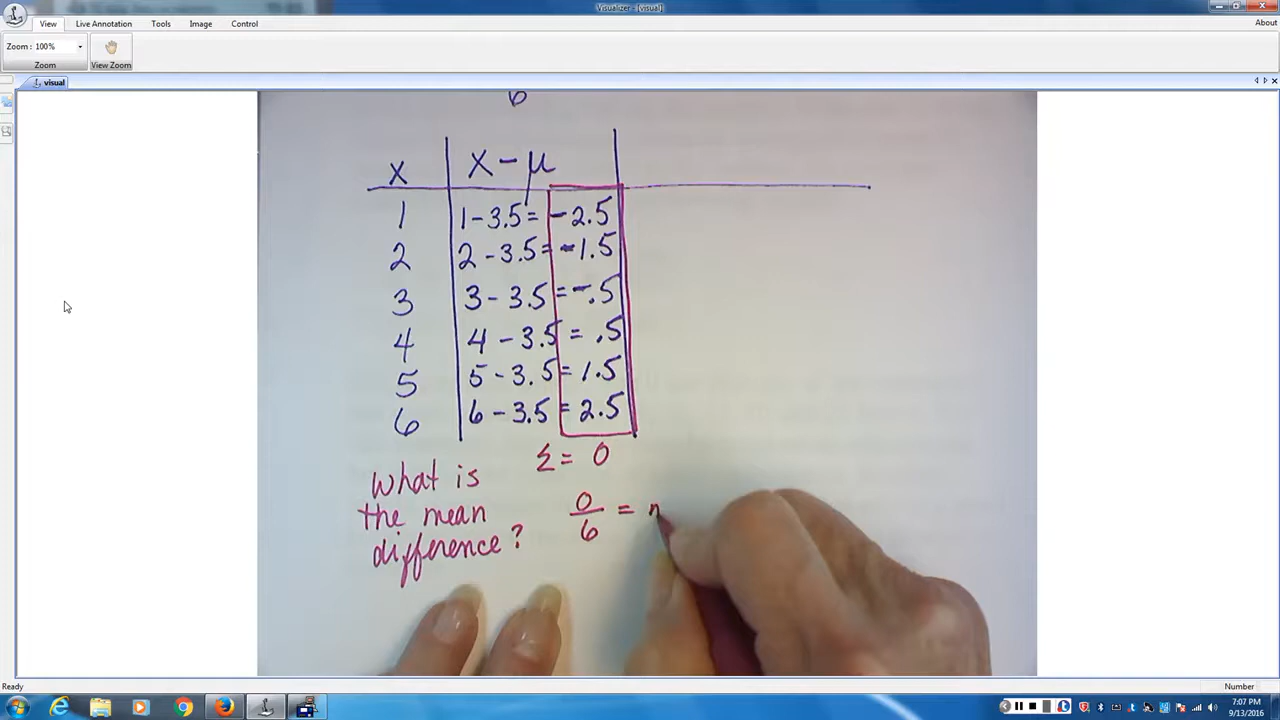 Visualizer - [visual]
View Live Annotation Tools Image Control
About
Zoom: 100%
Zoom
View Zoom
visual
6
x x - μ
1 1 - 3.5 = -2.5
2 2 - 3.5 = -1.5
3 3 - 3.5 = -.5
4 4 - 3.5 = .5
5 5 - 3.5 = 1.5
6 6 - 3.5 = 2.5
Σ = 0
What is
the mean
difference?
0
6
=
Ready
Number
7:07 PM
9/13/2016